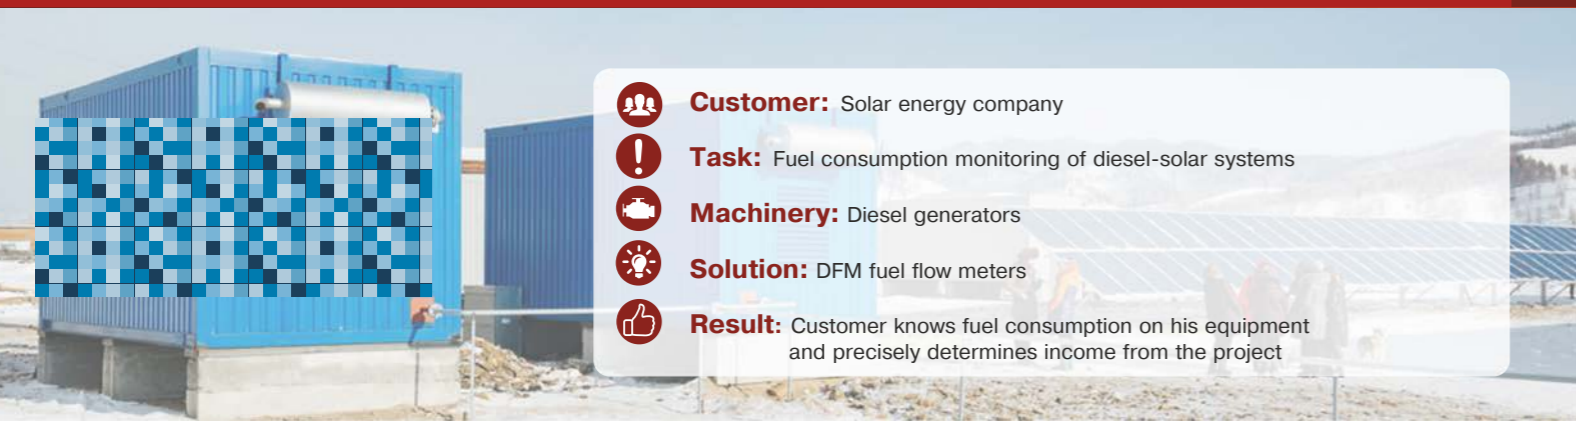 Customer: Solar energy company
Task: Fuel consumption monitoring of diesel-solar systems
Machinery: Diesel generators
Solution: DFM fuel flow meters
Result: Customer knows fuel consumption on his equipment
and precisely determines income from the project